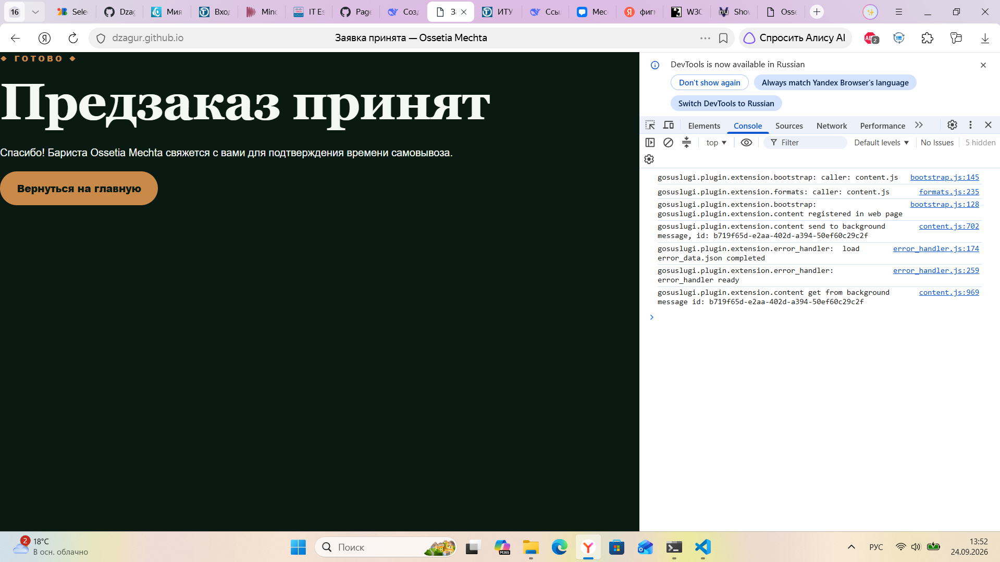 16
Sele
Dzag
Мия
Вход
Minc
IT Es
Page
Созд
За
ИТУ
Ссы
Месс
фигм
W3C
Show
Osse
dzagur.github.io
Заявка принята — Ossetia Mechta
Спросить Алису AI
2
◆ ГОТОВО ◆
Предзаказ принят
Спасибо! Бариста Ossetia Mechta свяжется с вами для подтверждения времени самовывоза.
Вернуться на главную
DevTools is now available in Russian
Don't show again
Always match Yandex Browser's language
Switch DevTools to Russian
Elements
Console
Sources
Network
Performance
top
Filter
Default levels
No Issues
5 hidden
gosuslugi.plugin.extension.bootstrap: caller: content.js bootstrap.js:145
gosuslugi.plugin.extension.formats: caller: content.js formats.js:235
gosuslugi.plugin.extension.bootstrap: bootstrap.js:128
gosuslugi.plugin.extension.content registered in web page
gosuslugi.plugin.extension.content send to background content.js:702
message, id: b719f65d-e2aa-402d-a394-50ef60c29c2f
gosuslugi.plugin.extension.error_handler:  load error_handler.js:174
error_data.json completed
gosuslugi.plugin.extension.error_handler: error_handler.js:259
error_handler ready
gosuslugi.plugin.extension.content get from background content.js:969
message id: b719f65d-e2aa-402d-a394-50ef60c29c2f
2
18°C
В осн. облачно
Поиск
M365
РУС
13:52
24.09.2026